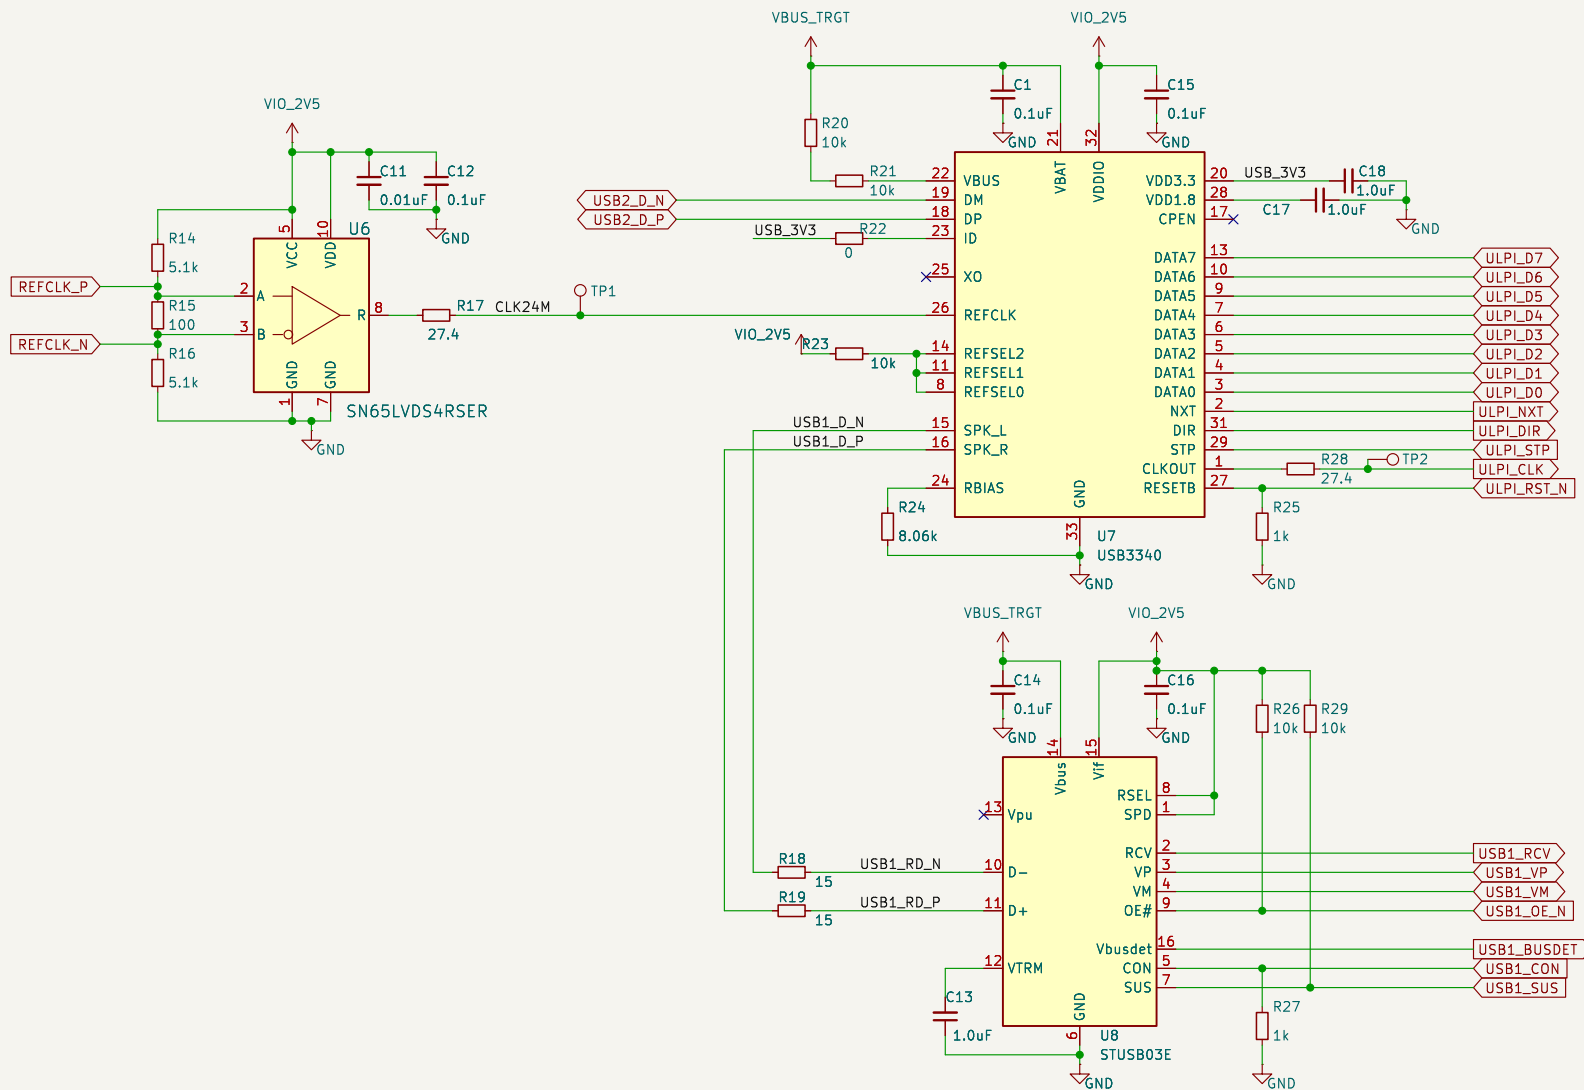 VBUS_TRGT
VIO_2V5
C1
0.1uF
GND
C15
0.1uF
GND
R20
10k
R21
10k
USB2_D_N
USB2_D_P
USB_3V3
R22
0
21
VBAT
32
VDDIO
22 VBUS
19 DM
18 DP
23 ID
25 XO
26 REFCLK
14 REFSEL2
11 REFSEL1
8 REFSEL0
15 SPK_L
16 SPK_R
24 RBIAS
GND
33
VDD3.3 20
VDD1.8 28
CPEN 17
DATA7 13
DATA6 10
DATA5 9
DATA4 7
DATA3 6
DATA2 5
DATA1 4
DATA0 3
NXT 2
DIR 31
STP 29
CLKOUT 1
RESETB 27
U7
USB3340
GND
USB_3V3
C18
1.0uF
C17
1.0uF
GND
ULPI_D7
ULPI_D6
ULPI_D5
ULPI_D4
ULPI_D3
ULPI_D2
ULPI_D1
ULPI_D0
ULPI_NXT
ULPI_DIR
ULPI_STP
ULPI_CLK
ULPI_RST_N
R28
27.4
TP2
R25
1k
GND
VIO_2V5
C11
0.01uF
C12
0.1uF
GND
U6
5
VCC
10
VDD
R14
5.1k
REFCLK_P
R15
100
REFCLK_N
R16
5.1k
2 A
3 B
R 8
GND
1
GND
7
SN65LVDS4RSER
GND
R17
27.4
CLK24M
TP1
VIO_2V5
R23
10k
USB1_D_N
USB1_D_P
R24
8.06k
VBUS_TRGT
VIO_2V5
C14
0.1uF
GND
C16
0.1uF
GND
R26
10k
R29
10k
14
Vbus
15
Vif
13 Vpu
10 D-
11 D+
12 VTRM
GND
6
RSEL 8
SPD 1
RCV 2
VP 3
VM 4
OE# 9
Vbusdet 16
CON 5
SUS 7
U8
STUSB03E
GND
R18
15
USB1_RD_N
R19
15
USB1_RD_P
C13
1.0uF
USB1_RCV
USB1_VP
USB1_VM
USB1_OE_N
USB1_BUSDET
USB1_CON
USB1_SUS
R27
1k
GND